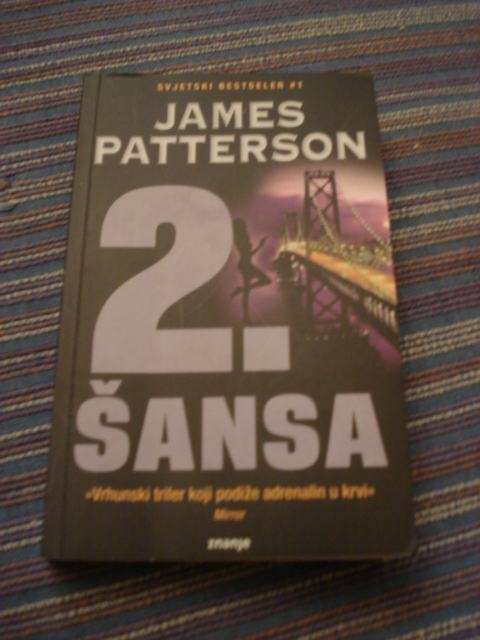 SVJETSKI BESTSELER #1
JAMES
PATTERSON
2.
ŠANSA
»Vrhunski triler koji podiže adrenalin u krvi«
Mirror
znanje